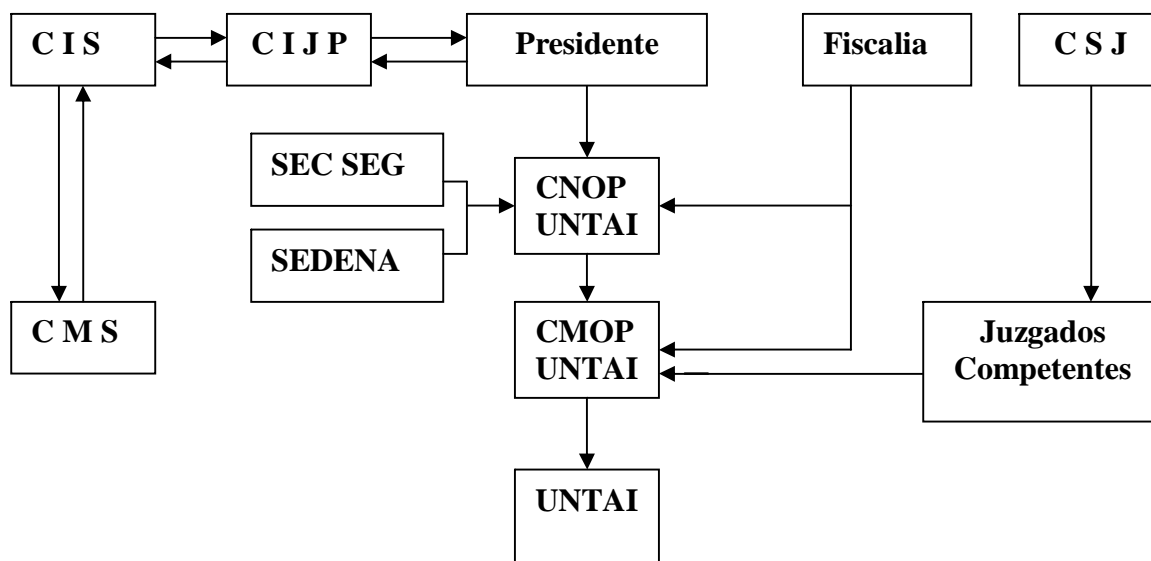 C I S
C I J P
Presidente
Fiscalia
C S J
SEC SEG
CNOP
UNTAI
SEDENA
C M S
CMOP
UNTAI
Juzgados
Competentes
UNTAI